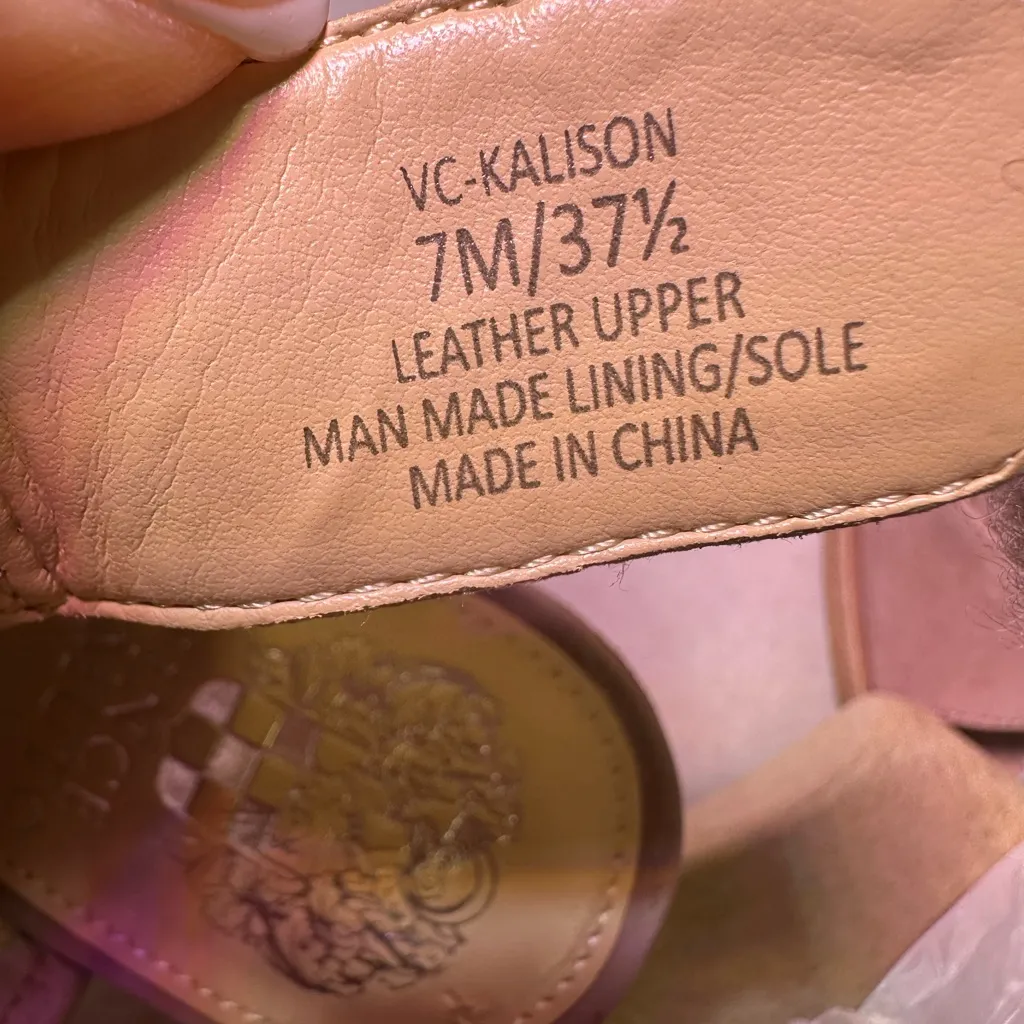 VC-KALISON
7M/37½
LEATHER UPPER
MAN MADE LINING/SOLE
MADE IN CHINA